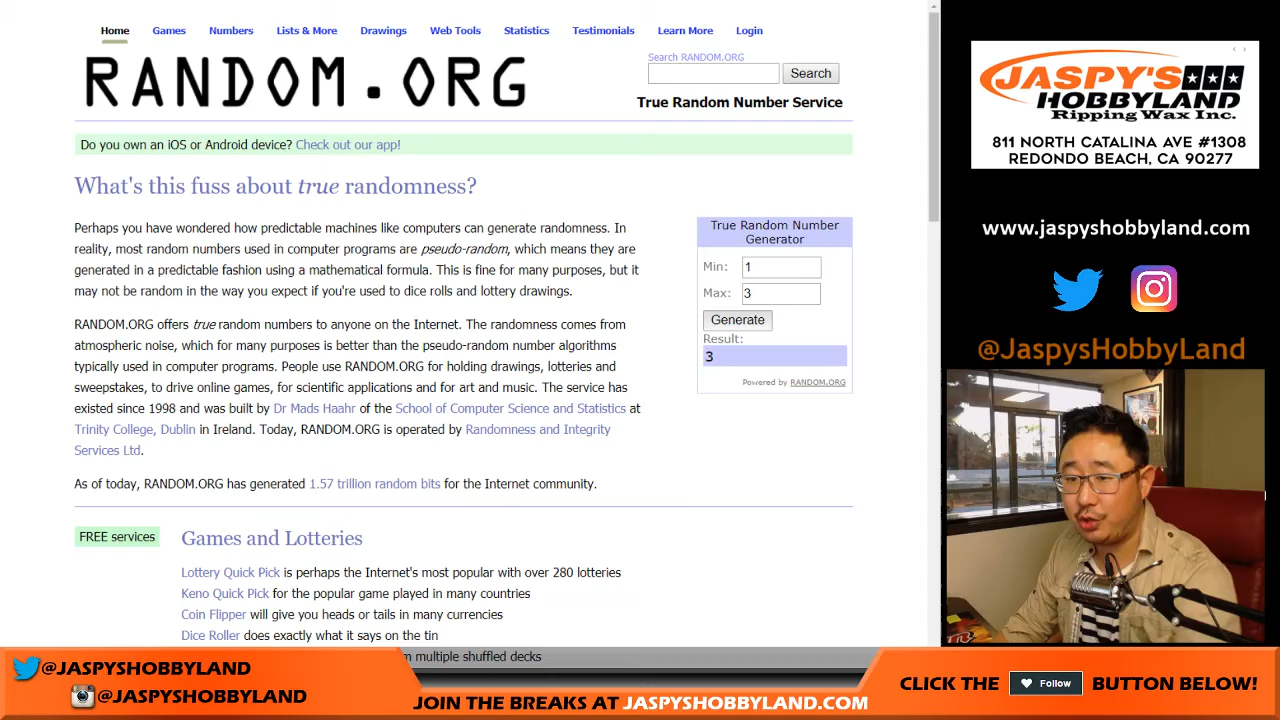 Home Games Numbers Lists & More Drawings Web Tools Statistics Testimonials Learn More Login
RANDOM.ORG
Search RANDOM.ORG
Search
True Random Number Service
Do you own an iOS or Android device? Check out our app!
What's this fuss about true randomness?
Perhaps you have wondered how predictable machines like computers can generate randomness. In
reality, most random numbers used in computer programs are pseudo-random, which means they are
generated in a predictable fashion using a mathematical formula. This is fine for many purposes, but it
may not be random in the way you expect if you're used to dice rolls and lottery drawings.
RANDOM.ORG offers true random numbers to anyone on the Internet. The randomness comes from
atmospheric noise, which for many purposes is better than the pseudo-random number algorithms
typically used in computer programs. People use RANDOM.ORG for holding drawings, lotteries and
sweepstakes, to drive online games, for scientific applications and for art and music. The service has
existed since 1998 and was built by Dr Mads Haahr of the School of Computer Science and Statistics at
Trinity College, Dublin in Ireland. Today, RANDOM.ORG is operated by Randomness and Integrity
Services Ltd.
As of today, RANDOM.ORG has generated 1.57 trillion random bits for the Internet community.
True Random Number
Generator
Min: 1
Max: 3
Generate
Result:
3
Powered by RANDOM.ORG
FREE services
Games and Lotteries
Lottery Quick Pick is perhaps the Internet's most popular with over 280 lotteries
Keno Quick Pick for the popular game played in many countries
Coin Flipper will give you heads or tails in many currencies
Dice Roller does exactly what it says on the tin
multiple shuffled decks
JASPY'S
HOBBYLAND
Ripping Wax Inc.
811 NORTH CATALINA AVE #1308
REDONDO BEACH, CA 90277
www.jaspyshobbyland.com
@JaspysHobbyLand
@JASPYSHOBBYLAND
@JASPYSHOBBYLAND
JOIN THE BREAKS AT JASPYSHOBBYLAND.COM
CLICK THE Follow BUTTON BELOW!